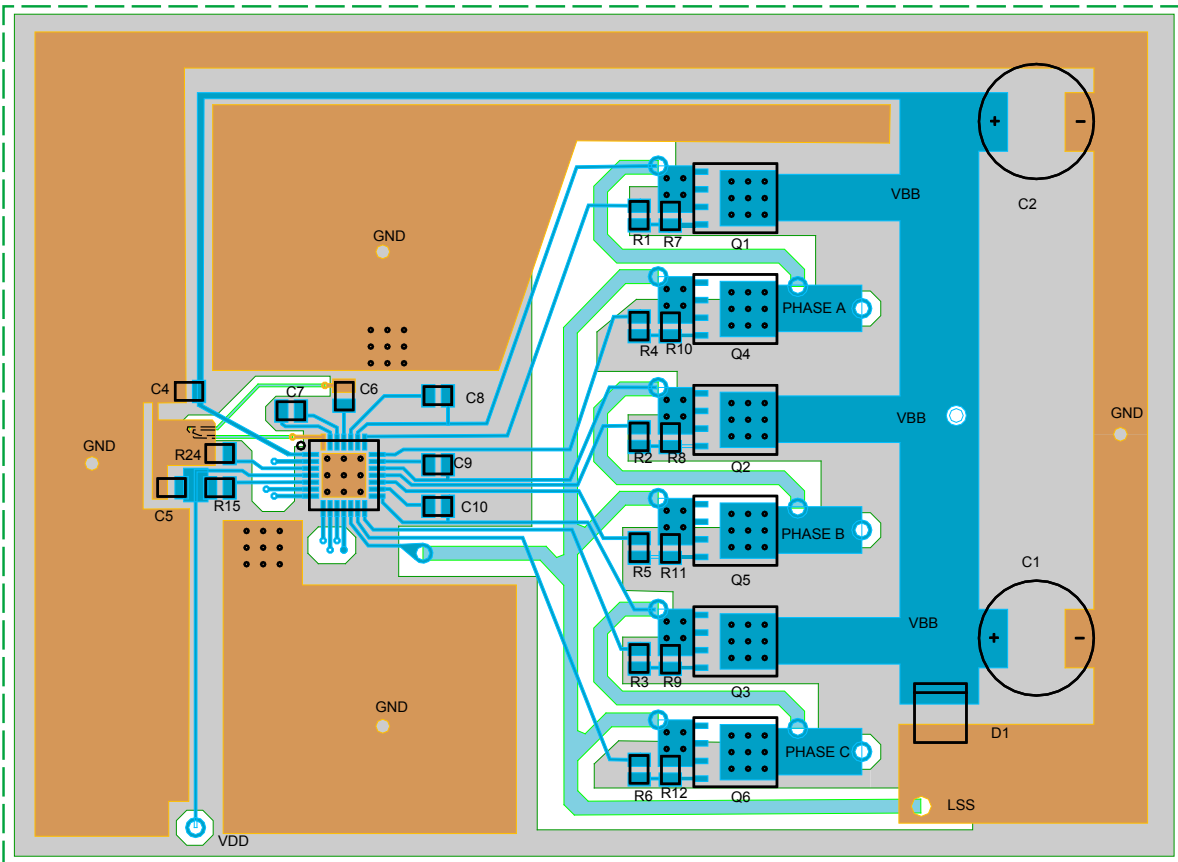 +
-
VBB
C2
R1
R7
Q1
GND
PHASE A
R4
R10
Q4
C4
C7
C6
C8
VBB
GND
GND
R24
R2
R8
Q2
C9
C5
R15
C10
PHASE B
R5
R11
Q5
C1
VBB
+
-
R3
R9
Q3
GND
D1
PHASE C
R6
R12
Q6
LSS
VDD